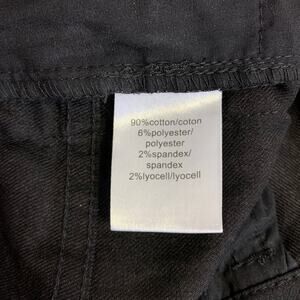 90%cotton/coton
6%polyester/
polyester
2%spandex/
spandex
2%lyocell/lyocell